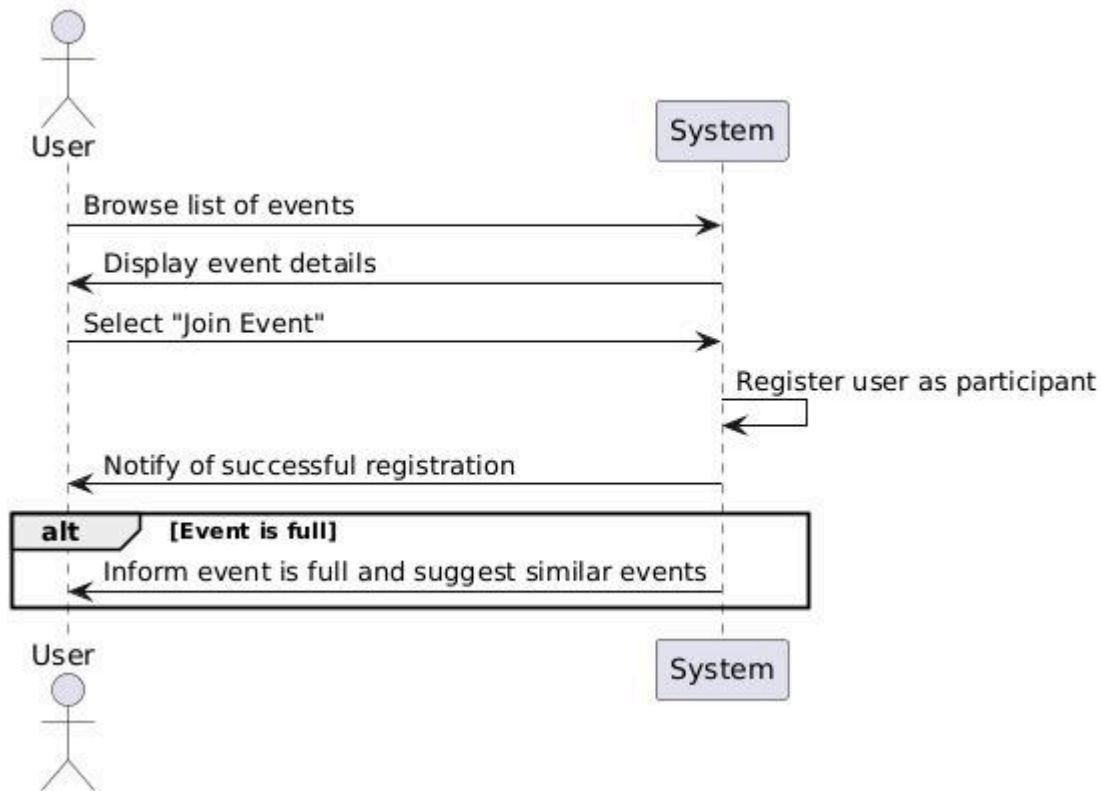 User
System
Browse list of events
Display event details
Select "Join Event"
Register user as participant
Notify of successful registration
alt [Event is full]
Inform event is full and suggest similar events
User
System